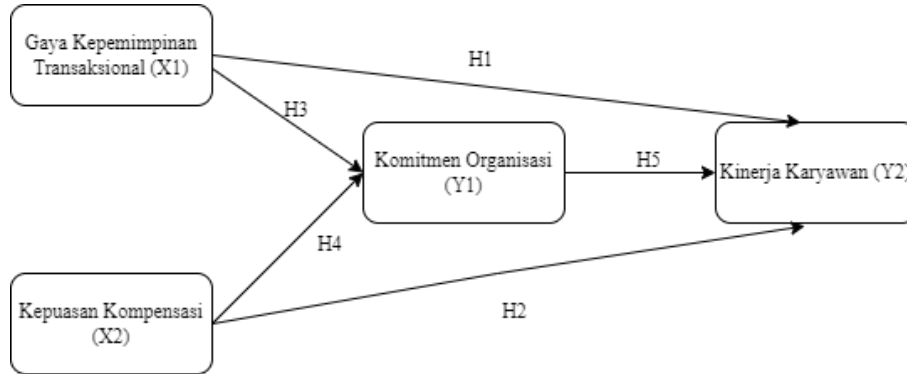 Gaya Kepemimpinan
Transaksional (X1)
H1
H3
Komitmen Organisasi
(Y1)
H5
Kinerja Karyawan (Y2)
H4
Kepuasan Kompensasi
(X2)
H2